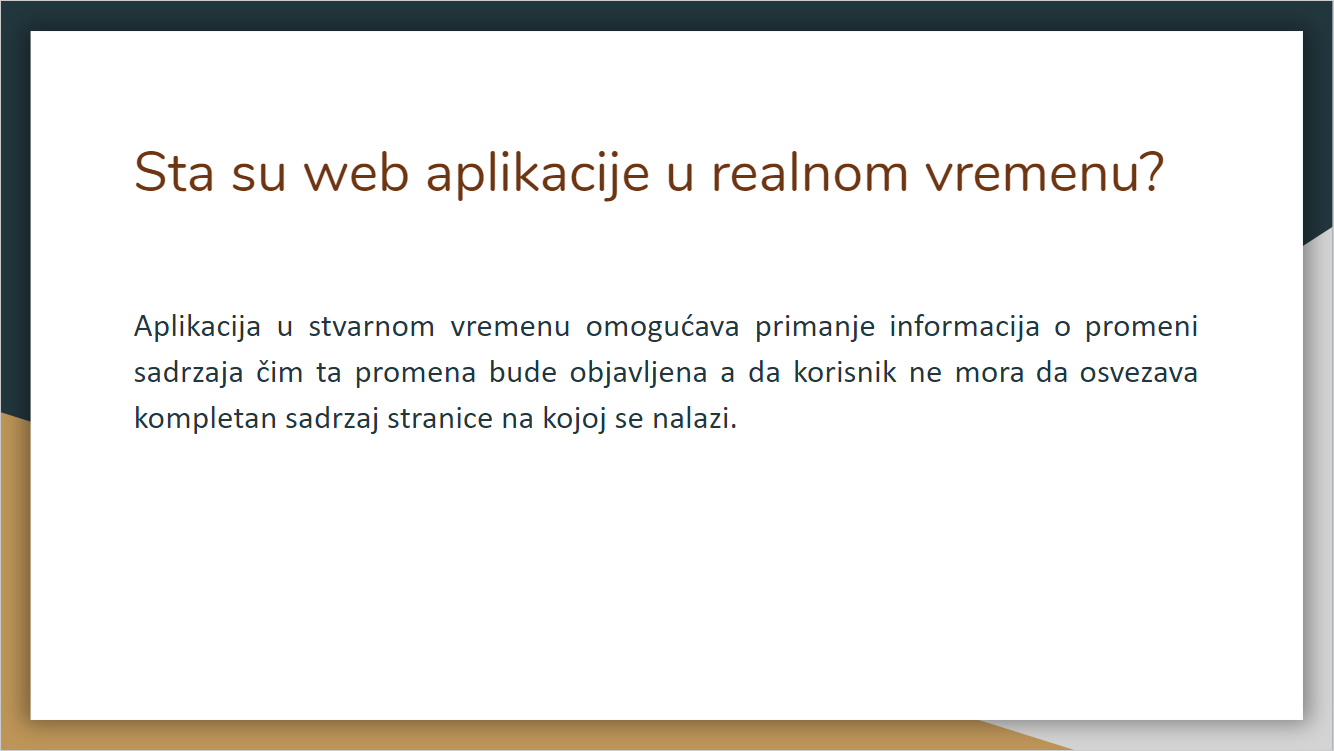 Sta su web aplikacije u realnom vremenu?
Aplikacija u stvarnom vremenu omogućava primanje informacija o promeni
sadrzaja čim ta promena bude objavljena a da korisnik ne mora da osvezava
kompletan sadrzaj stranice na kojoj se nalazi.